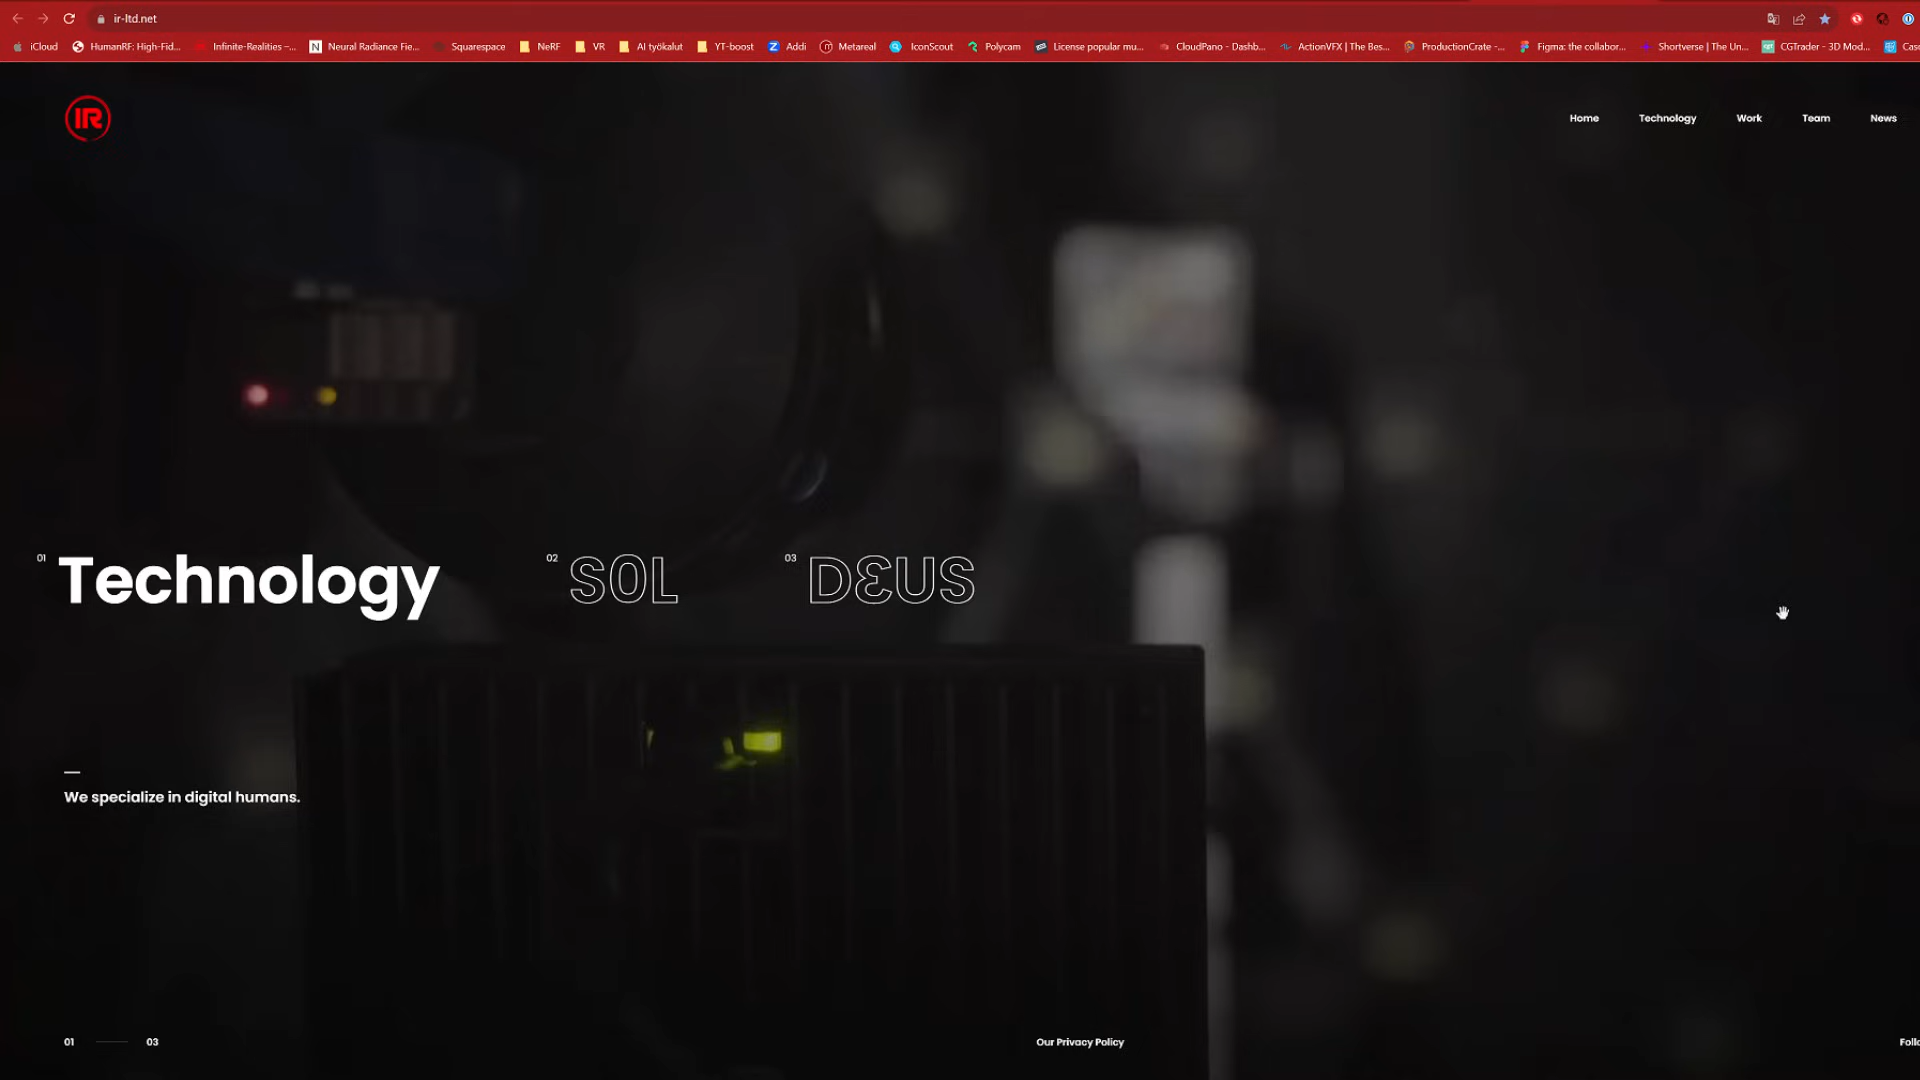 ir-ltd.net
iCloud HumanRF: High-Fid... Infinite-Realities –... Neural Radiance Fie... Squarespace NeRF VR AI työkalut YT-boost Addi Metareal IconScout Polycam License popular mu... CloudPano - Dashb... ActionVFX | The Bes... ProductionCrate -... Figma: the collabor... Shortverse | The Un... CGTrader - 3D Mod... Casc
IR
Home Technology Work Team News
01 Technology 02 S0L 03 DƐUS
We specialize in digital humans.
01 03 Our Privacy Policy Follo